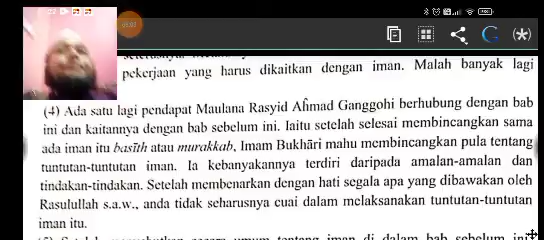 pekerjaan yang harus dikaitkan dengan iman. Malah banyak lagi
(4) Ada satu lagi pendapat Maulana Rasyid Aĥmad Ganggohi berhubung dengan bab
ini dan kaitannya dengan bab sebelum ini. Iaitu setelah selesai membincangkan sama
ada iman itu basīth atau murakkab, Imam Bukhāri mahu membincangkan pula tentang
tuntutan-tuntutan iman. Ia kebanyakannya terdiri daripada amalan-amalan dan
tindakan-tindakan. Setelah membenarkan dengan hati segala apa yang dibawakan oleh
Rasulullah s.a.w., anda tidak seharusnya cuai dalam melaksanakan tuntutan-tuntutan
iman itu.